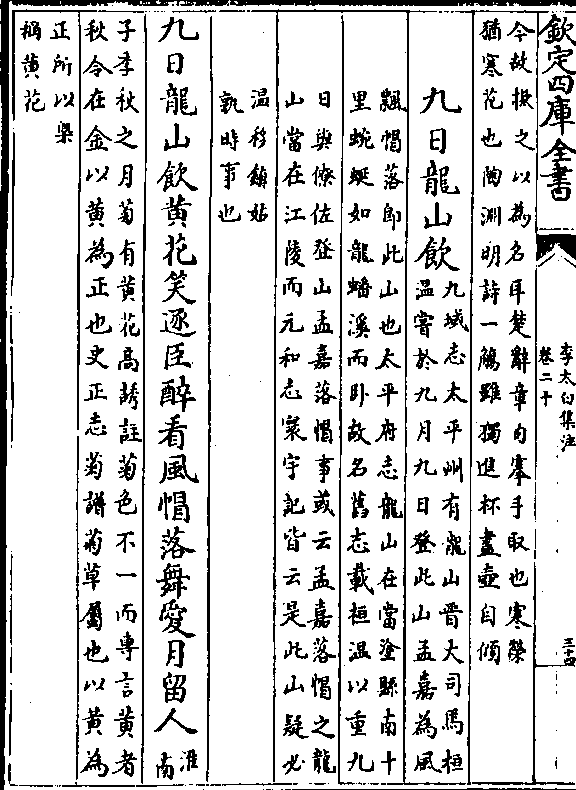 欽定四庫全書
李太白集注
卷二十
三十四
今故掇之以為名耳楚辭章句搴手取也寒榮
猶寒花也陶淵明詩一觴雖獨進杯盡壺自傾
九日龍山飲
九域志太平州有龍山晉大司馬桓
溫嘗於九月九日登此山孟嘉為風
飄帽落即此山也太平府志龍山在當塗縣南十
里蜿蜒如龍蟠溪而卧故名舊志載桓温以重九
日與僚佐登山孟嘉落帽事或云孟嘉落帽之龍
山當在江陵而元和志寰宇記皆云是此山疑必
温移鎮姑
孰時事也
九日龍山飲黄花笑逐臣醉看風帽落舞愛月留人
淮
南
子季秋之月菊有黄花高誘註菊色不一而專言黄者
秋令在金以黄為正也史正志菊譜菊草屬也以黄為
正所以槩
稱黄花